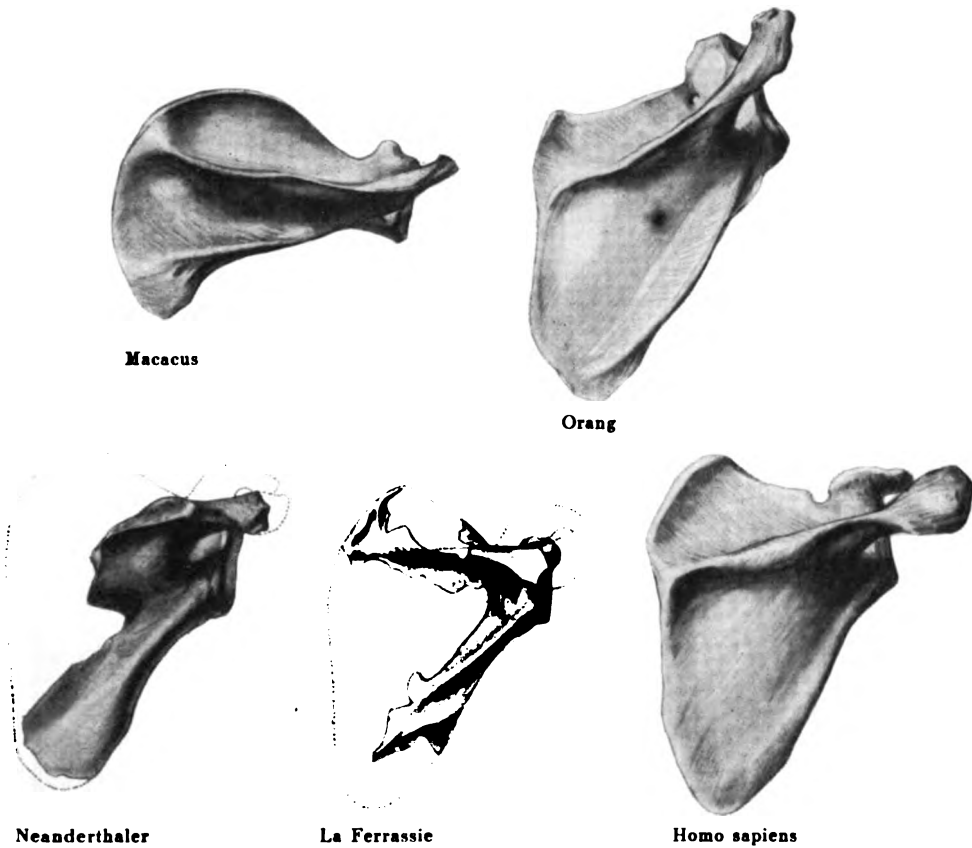 Macacus
Orang
Neanderthaler
La Ferrassie
Homo sapiens